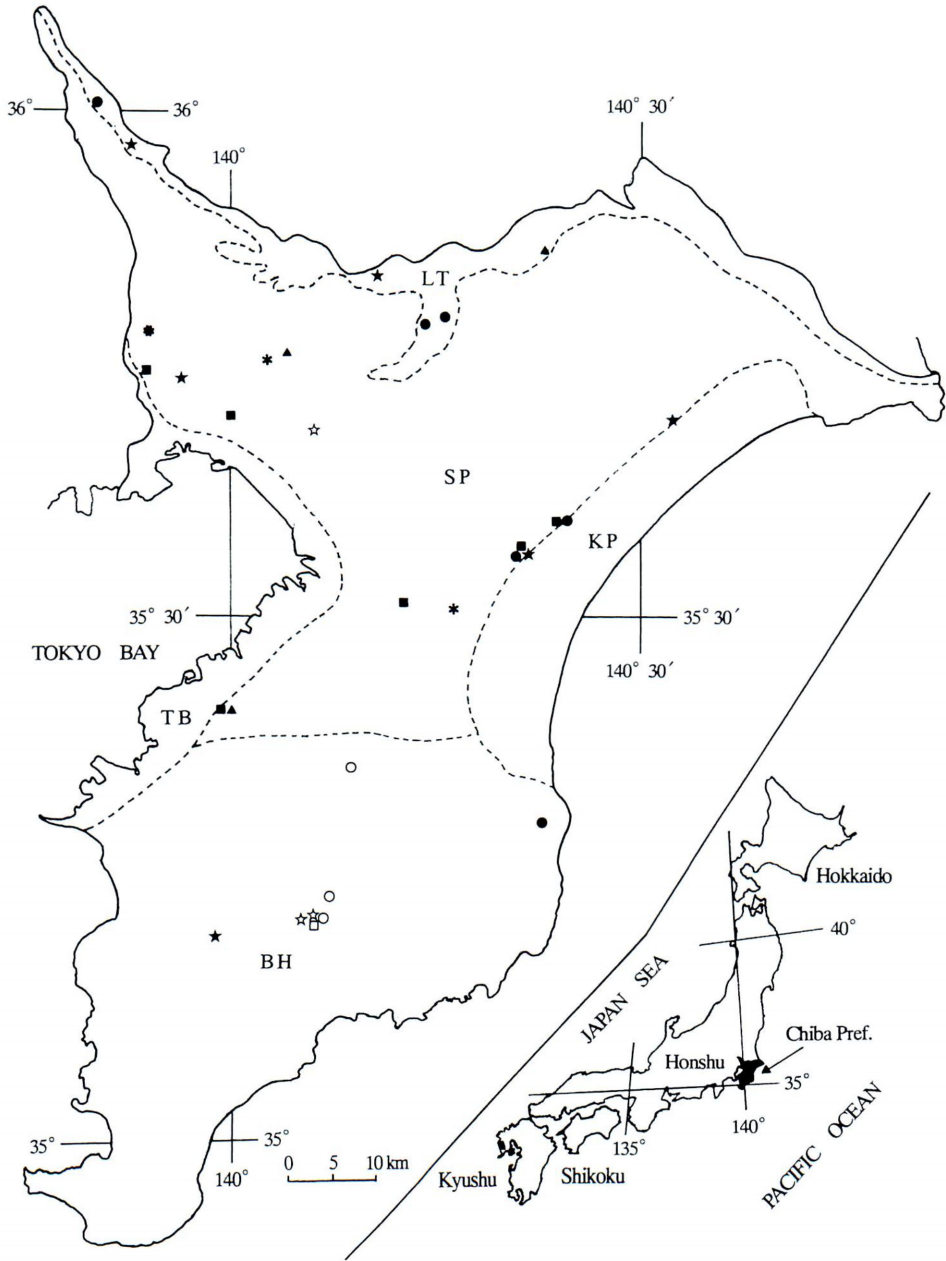 36°
36°
140°
140° 30′
LT
SP
KP
35° 30′
35° 30′
140° 30′
TOKYO BAY
TB
BH
Hokkaido
40°
JAPAN SEA
Chiba Pref.
Honshu
35°
140°
135°
PACIFIC OCEAN
Kyushu
Shikoku
35°
35°
140°
0 5 10 km